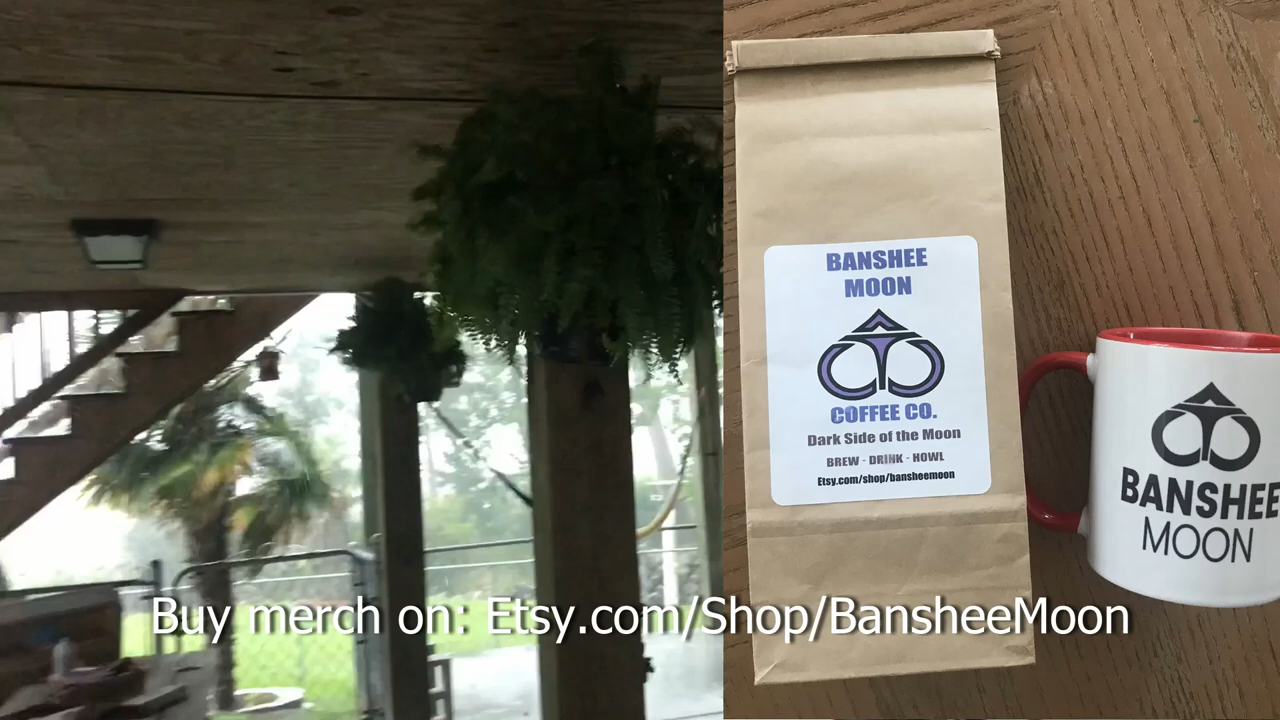 BANSHEE
MOON
COFFEE CO.
Dark Side of the Moon
BREW - DRINK - HOWL
Etsy.com/shop/bansheemoon
BANSHEE
MOON
Buy merch on: Etsy.com/Shop/BansheeMoon